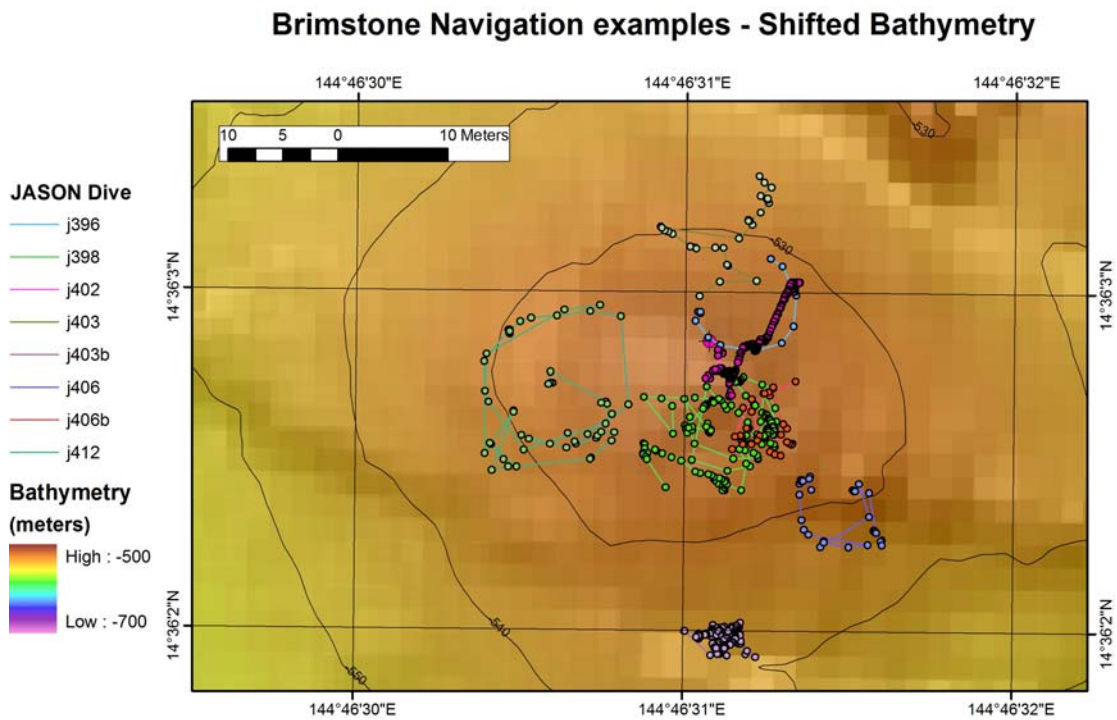 Brimstone Navigation examples - Shifted Bathymetry
144°46'30"E 144°46'31"E 144°46'32"E
10 5 0 10 Meters
-530
-530
JASON Dive
j396
j398
j402
j403
j403b
j406
j406b
j412
14°36'3"N 14°36'3"N
Bathymetry
(meters)
High : -500
Low : -700
14°36'2"N 14°36'2"N
-540
-550
144°46'30"E 144°46'31"E 144°46'32"E